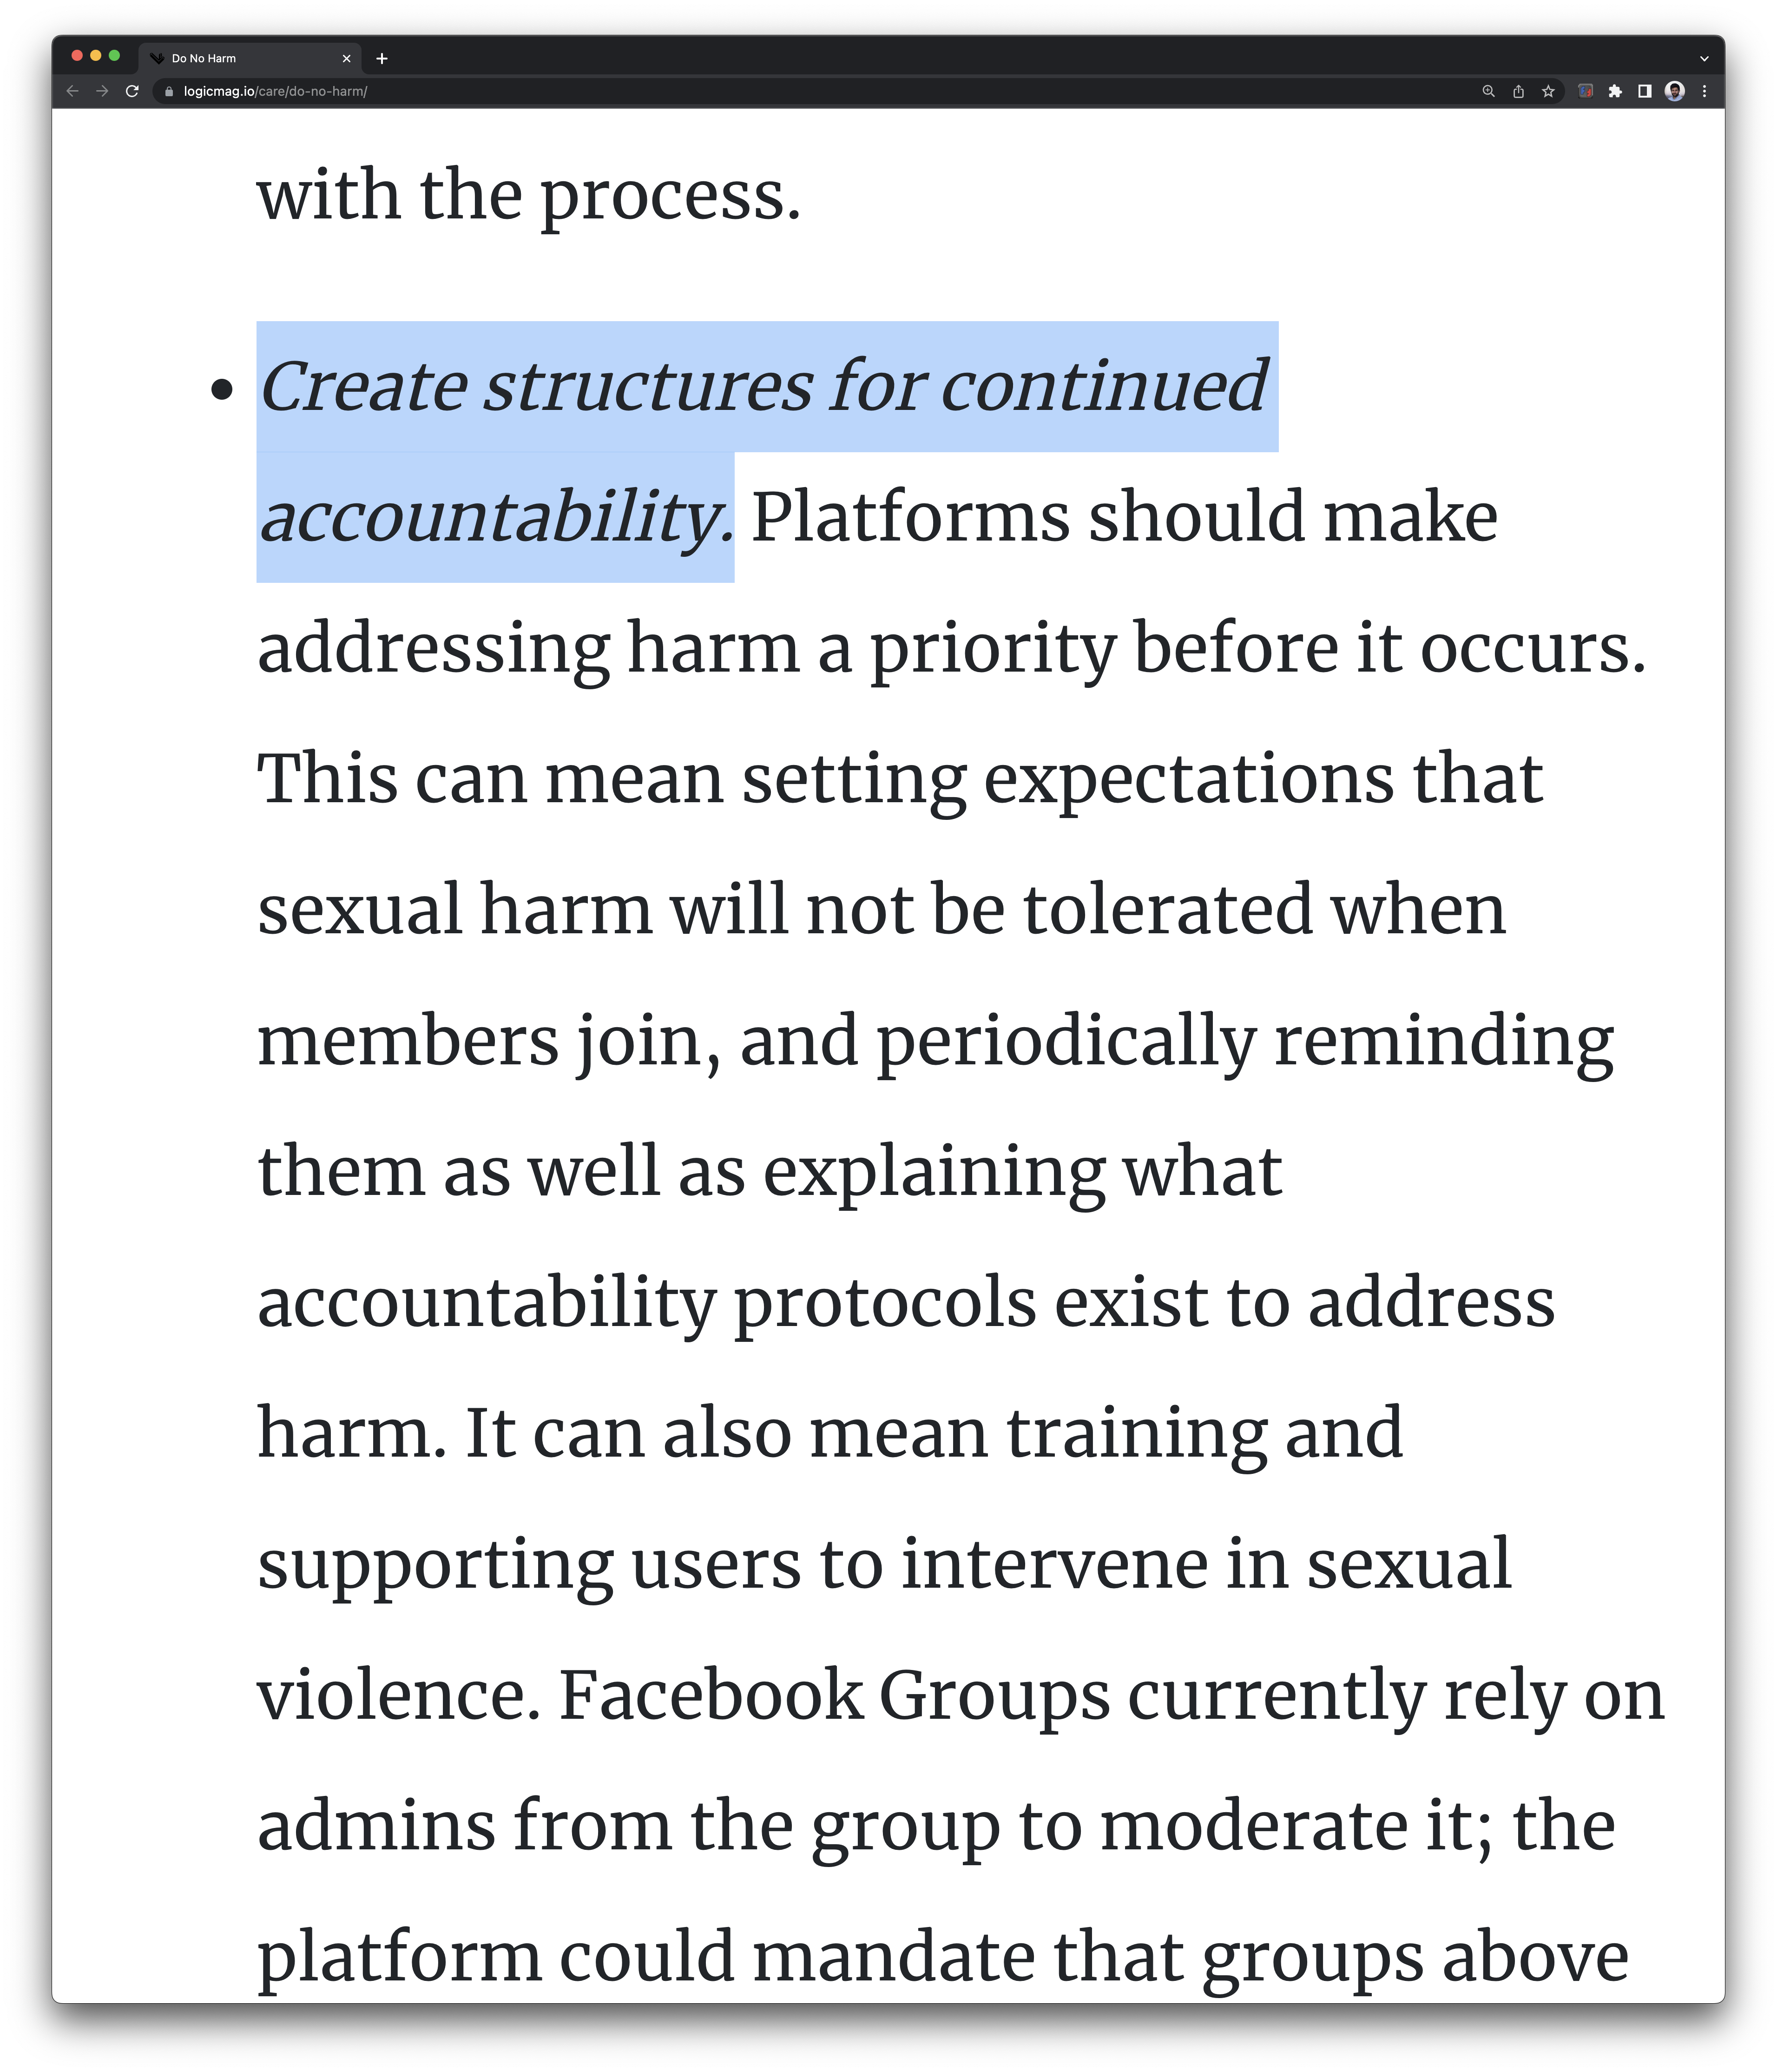 Do No Harm
logicmag.io/care/do-no-harm/
with the process.
• Create structures for continued
accountability. Platforms should make
addressing harm a priority before it occurs.
This can mean setting expectations that
sexual harm will not be tolerated when
members join, and periodically reminding
them as well as explaining what
accountability protocols exist to address
harm. It can also mean training and
supporting users to intervene in sexual
violence. Facebook Groups currently rely on
admins from the group to moderate it; the
platform could mandate that groups above